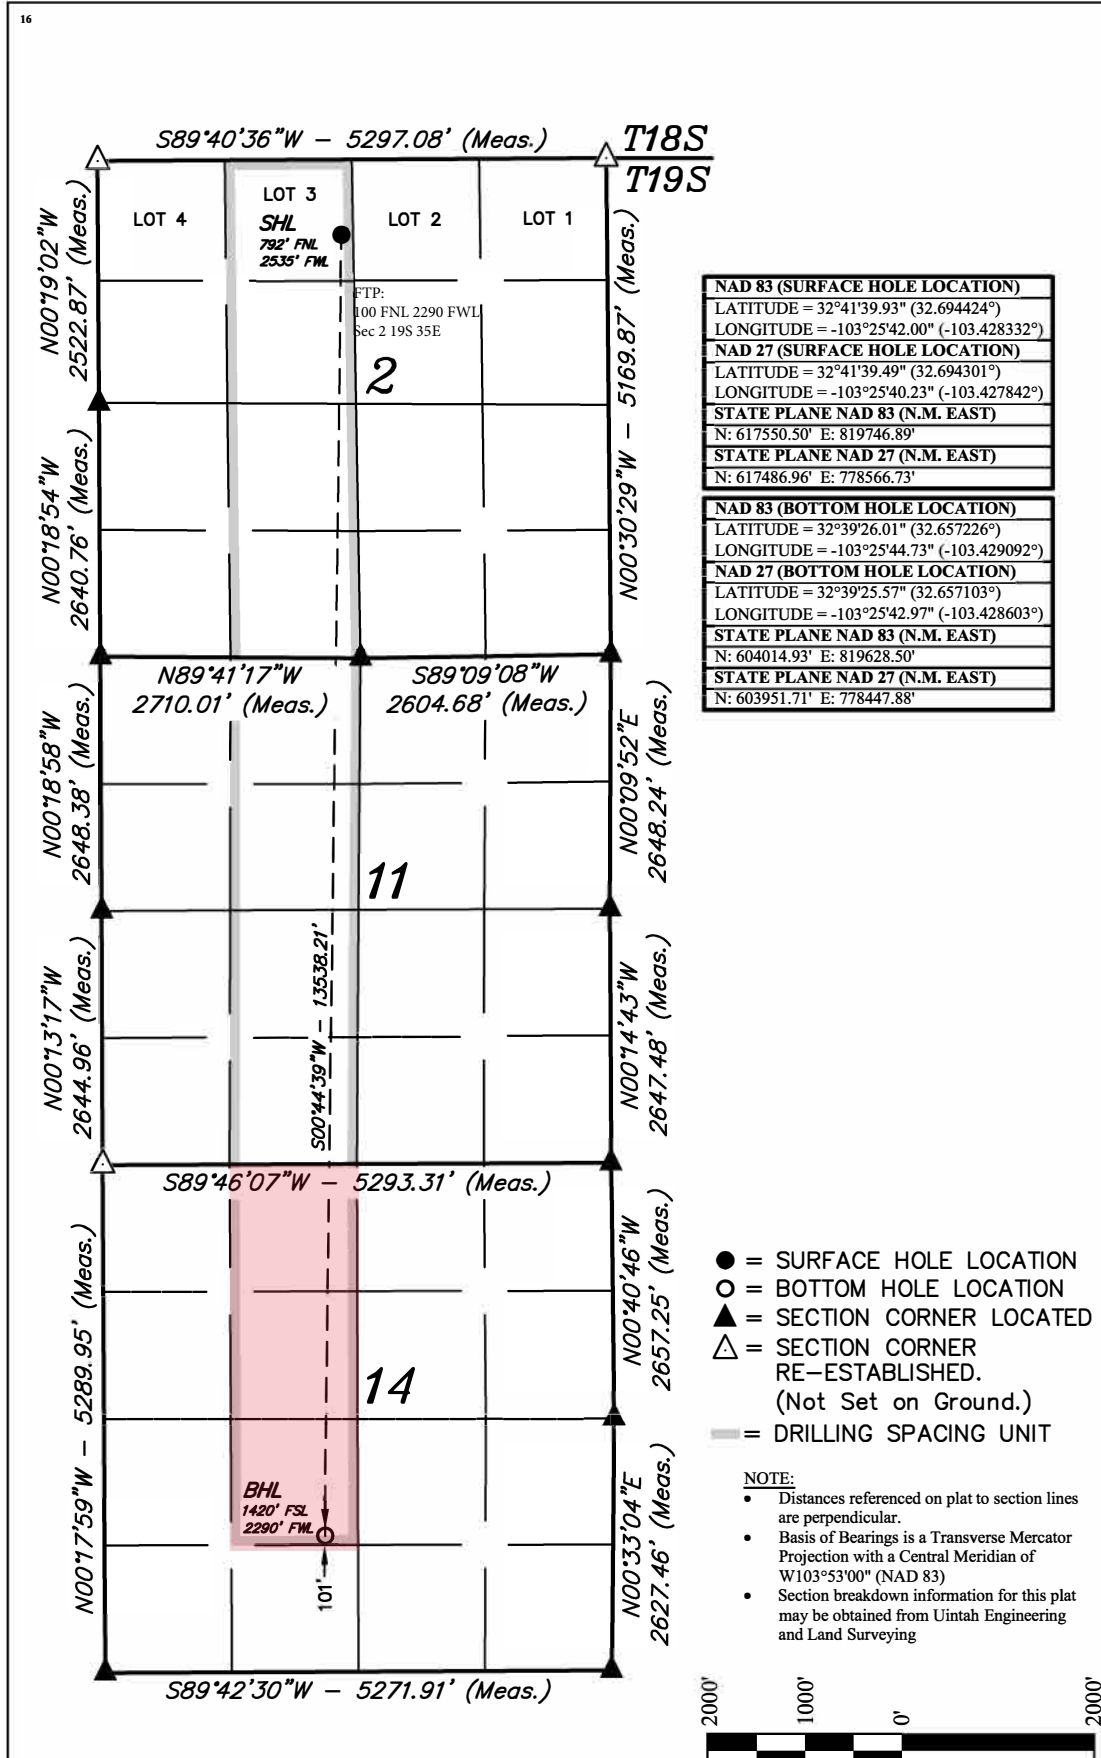 16
S89°40'36"W – 5297.08' (Meas.)
T18S
T19S
LOT 4
LOT 3
LOT 2
LOT 1
SHL
792' FNL
2535' FWL
FTP:
100 FNL 2290 FWL
Sec 2 19S 35E
2
N00°19'02"W
2522.87' (Meas.)
N00°18'54"W
2640.76' (Meas.)
N00°30'29"W – 5169.87' (Meas.)
NAD 83 (SURFACE HOLE LOCATION)
LATITUDE = 32°41'39.93" (32.694424°)
LONGITUDE = -103°25'42.00" (-103.428332°)
NAD 27 (SURFACE HOLE LOCATION)
LATITUDE = 32°41'39.49" (32.694301°)
LONGITUDE = -103°25'40.23" (-103.427842°)
STATE PLANE NAD 83 (N.M. EAST)
N: 617550.50' E: 819746.89'
STATE PLANE NAD 27 (N.M. EAST)
N: 617486.96' E: 778566.73'
NAD 83 (BOTTOM HOLE LOCATION)
LATITUDE = 32°39'26.01" (32.657226°)
LONGITUDE = -103°25'44.73" (-103.429092°)
NAD 27 (BOTTOM HOLE LOCATION)
LATITUDE = 32°39'25.57" (32.657103°)
LONGITUDE = -103°25'42.97" (-103.428603°)
STATE PLANE NAD 83 (N.M. EAST)
N: 604014.93' E: 819628.50'
STATE PLANE NAD 27 (N.M. EAST)
N: 603951.71' E: 778447.88'
N89°41'17"W
2710.01' (Meas.)
S89°09'08"W
2604.68' (Meas.)
N00°18'58"W
2648.38' (Meas.)
N00°09'52"E
2648.24' (Meas.)
11
S00°44'39"W – 13538.21'
N00°13'17"W
2644.96' (Meas.)
N00°14'43"W
2647.48' (Meas.)
S89°46'07"W – 5293.31' (Meas.)
N00°17'59"W – 5289.95' (Meas.)
N00°40'46"W
2657.25' (Meas.)
14
BHL
1420' FSL
2290' FWL
101'
N00°33'04"E
2627.46' (Meas.)
S89°42'30"W – 5271.91' (Meas.)
= SURFACE HOLE LOCATION
= BOTTOM HOLE LOCATION
= SECTION CORNER LOCATED
= SECTION CORNER
RE-ESTABLISHED.
(Not Set on Ground.)
= DRILLING SPACING UNIT
NOTE:
• Distances referenced on plat to section lines
are perpendicular.
• Basis of Bearings is a Transverse Mercator
Projection with a Central Meridian of
W103°53'00" (NAD 83)
• Section breakdown information for this plat
may be obtained from Uintah Engineering
and Land Surveying
2000'
1000'
0'
2000'